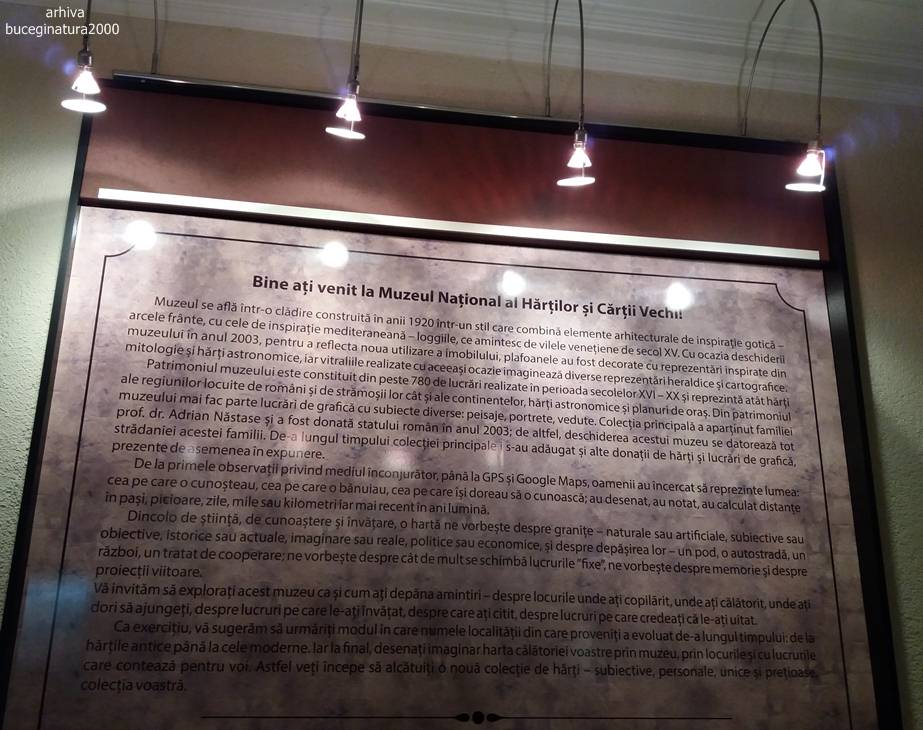 arhiva
buceginatura2000
Bine ați venit la Muzeul Național al Hărților și Cărții Vechi!
Muzeul se află într-o clădire construită în anii 1920 într-un stil care combină elemente arhitecturale de inspirație gotică –
arcele frânte, cu cele de inspirație mediteraneană – loggiile, ce amintesc de vilele venețiene de secol XV. Cu ocazia deschiderii
muzeului în anul 2003, pentru a reflecta noua utilizare a imobilului, plafoanele au fost decorate cu reprezentări inspirate din
mitologie și hărți astronomice, iar vitraliile realizate cu aceeași ocazie imaginează diverse reprezentări heraldice și cartografice.
Patrimoniul muzeului este constituit din peste 780 de lucrări realizate în perioada secolelor XVI – XX și reprezintă atât hărți
ale regiunilor locuite de români și de strămoșii lor cât și ale continentelor, hărți astronomice și planuri de oraș. Din patrimoniul
muzeului mai fac parte lucrări de grafică cu subiecte diverse: peisaje, portrete, vedute. Colecția principală a aparținut familiei
prof. dr. Adrian Năstase și a fost donată statului român în anul 2003; de altfel, deschiderea acestui muzeu se datorează tot
strădaniei acestei familii. De-a lungul timpului colecției principale i s-au adăugat și alte donații de hărți și lucrări de grafică,
prezente de asemenea în expunere.
De la primele observații privind mediul înconjurător, până la GPS și Google Maps, oamenii au încercat să reprezinte lumea:
cea pe care o cunoșteau, cea pe care o bănuiau, cea pe care își doreau să o cunoască; au desenat, au notat, au calculat distanțe
în pași, picioare, zile, mile sau kilometri iar mai recent în ani lumină.
Dincolo de știință, de cunoaștere și învățare, o hartă ne vorbește despre granițe – naturale sau artificiale, subiective sau
obiective, istorice sau actuale, imaginare sau reale, politice sau economice, și despre depășirea lor – un pod, o autostradă, un
război, un tratat de cooperare; ne vorbește despre cât de mult se schimbă lucrurile "fixe", ne vorbește despre memorie și despre
proiecții viitoare.
Vă invităm să explorați acest muzeu ca și cum ați depăna amintiri – despre locurile unde ați copilărit, unde ați călătorit, unde ați
dori să ajungeți, despre lucruri pe care le-ați învățat, despre care ați citit, despre lucruri pe care credeați că le-ați uitat.
Ca exercițiu, vă sugerăm să urmăriți modul în care numele localității din care proveniți a evoluat de-a lungul timpului: de la
hărțile antice până la cele moderne. Iar la final, desenați imaginar harta călătoriei voastre prin muzeu, prin locurile și cu lucrurile
care contează pentru voi. Astfel veți începe să alcătuiți o nouă colecție de hărți – subiective, personale, unice și prețioase,
colecția voastră.